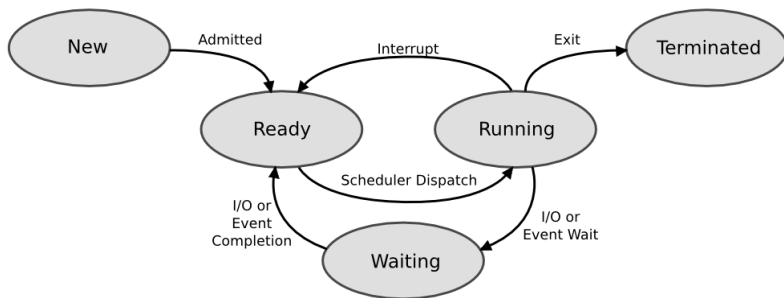 New
Admitted
Interrupt
Exit
Terminated
Ready
Running
Scheduler Dispatch
I/O or
Event
Completion
I/O or
Event Wait
Waiting